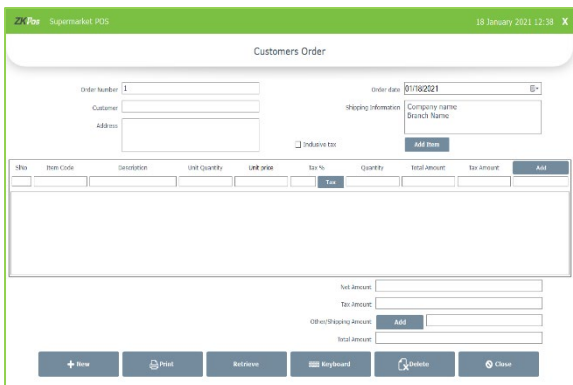 ZKPos Supermarket POS 18 January 2021 12:38 X
Customers Order
Order Number 1 Order date 01/18/2021
Customer Shipping Information Company name
Branch Name
Address
Inclusive tax Add Item
SlNo Item Code Description Unit Quantity Unit price Tax % Quantity Total Amount Tax Amount Add
Tax
Net Amount
Tax Amount
Other/Shipping Amount Add
Total Amount
New Print Retrieve Keyboard Delete Close